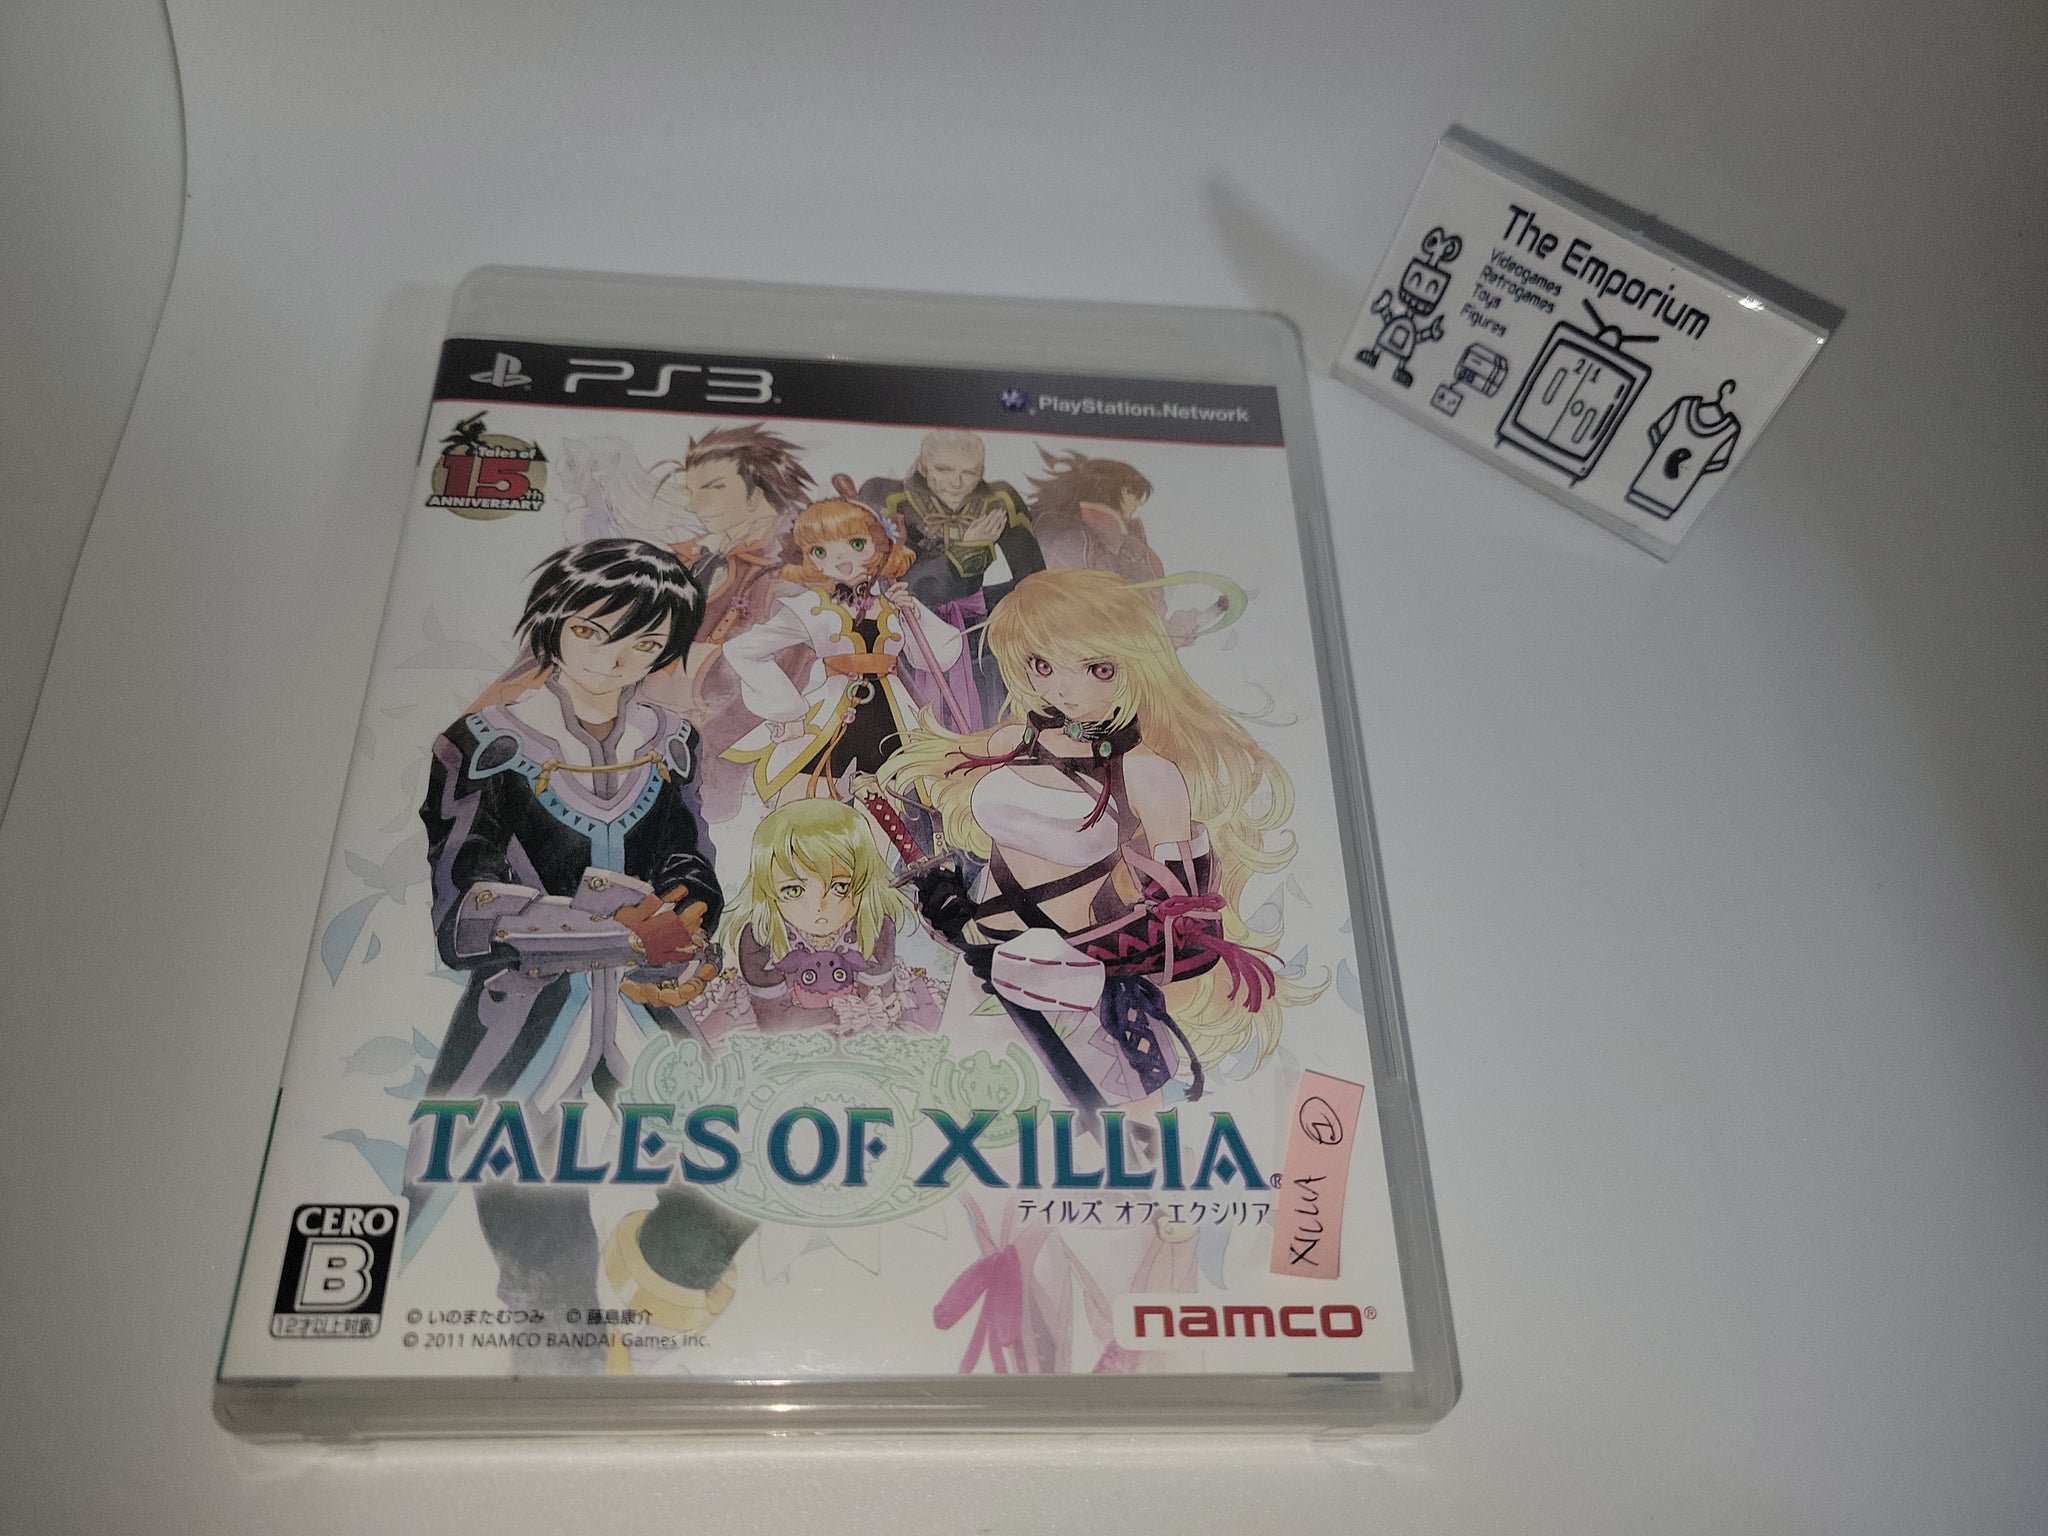 The Emporium
Videogames
Retrogames
Toys
Figures
21
PS3
PlayStation®Network
Tales of
15th
ANNIVERSARY
TALES OF XILLIA®
テイルズ オブ エクシリア
XILLIA
CERO
B
12才以上対象
© いのまたむつみ © 藤島康介
© 2011 NAMCO BANDAI Games Inc.
namco®